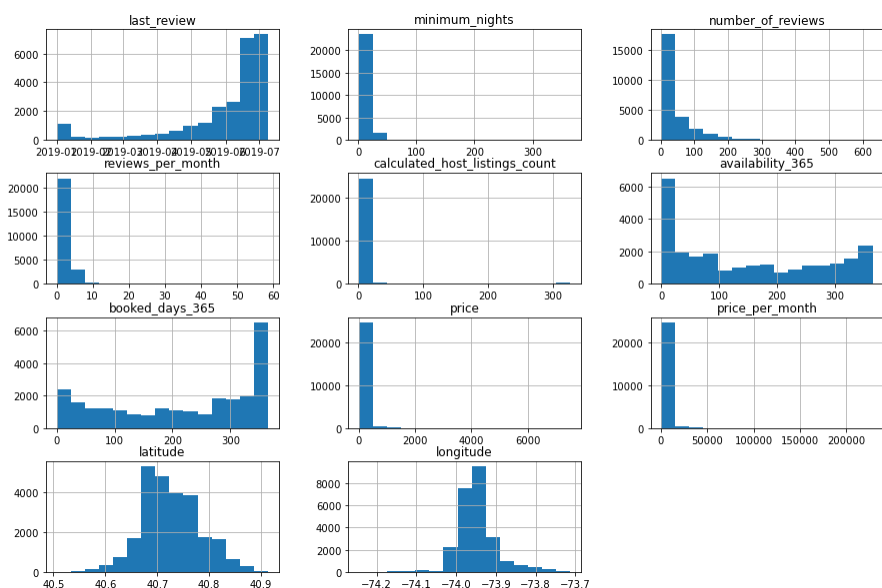 last_review
minimum_nights
number_of_reviews
6000
4000
2000
0
20000
15000
10000
5000
0
15000
10000
5000
0
2019-01 2019-02 2019-03 2019-04 2019-05 2019-06 2019-07
0 100 200 300
0 100 200 300 400 500 600
reviews_per_month
calculated_host_listings_count
availability_365
20000
15000
10000
5000
0
20000
10000
0
6000
4000
2000
0
0 10 20 30 40 50 60
0 100 200 300
0 100 200 300
booked_days_365
price
price_per_month
6000
4000
2000
0
20000
10000
0
20000
10000
0
0 100 200 300
0 2000 4000 6000
0 50000 100000 150000 200000
latitude
longitude
4000
2000
0
8000
6000
4000
2000
0
40.5 40.6 40.7 40.8 40.9
−74.2 −74.1 −74.0 −73.9 −73.8 −73.7